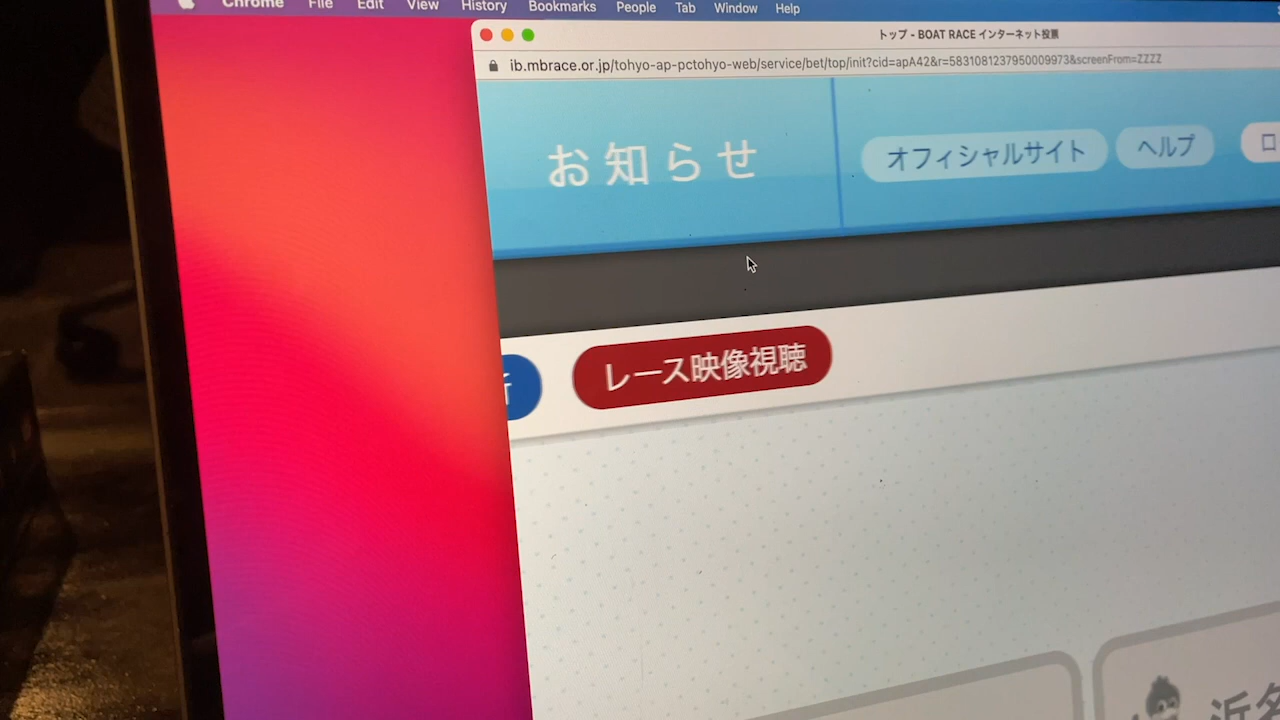 Chrome File Edit View History Bookmarks People Tab Window Help
トップ - BOAT RACE インターネット投票
ib.mbrace.or.jp/tohyo-ap-pctohyo-web/service/bet/top/init?cid=apA42&r=5831081237950009973&screenFrom=ZZZZ
お知らせ オフィシャルサイト ヘルプ
レース映像視聴